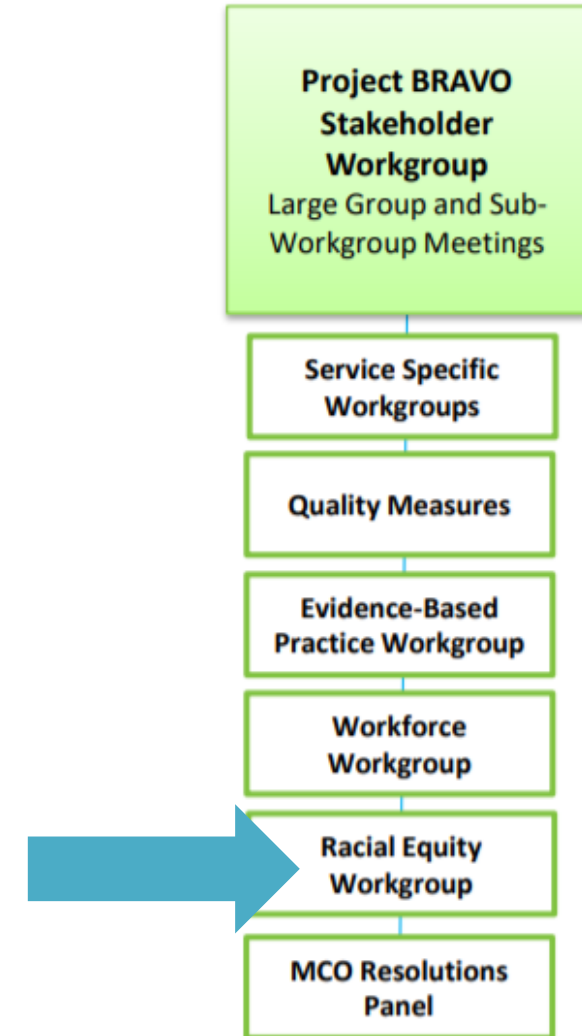 Project BRAVO
Stakeholder
Workgroup
Large Group and Sub-
Workgroup Meetings
Service Specific
Workgroups
Quality Measures
Evidence-Based
Practice Workgroup
Workforce
Workgroup
Racial Equity
Workgroup
MCO Resolutions
Panel